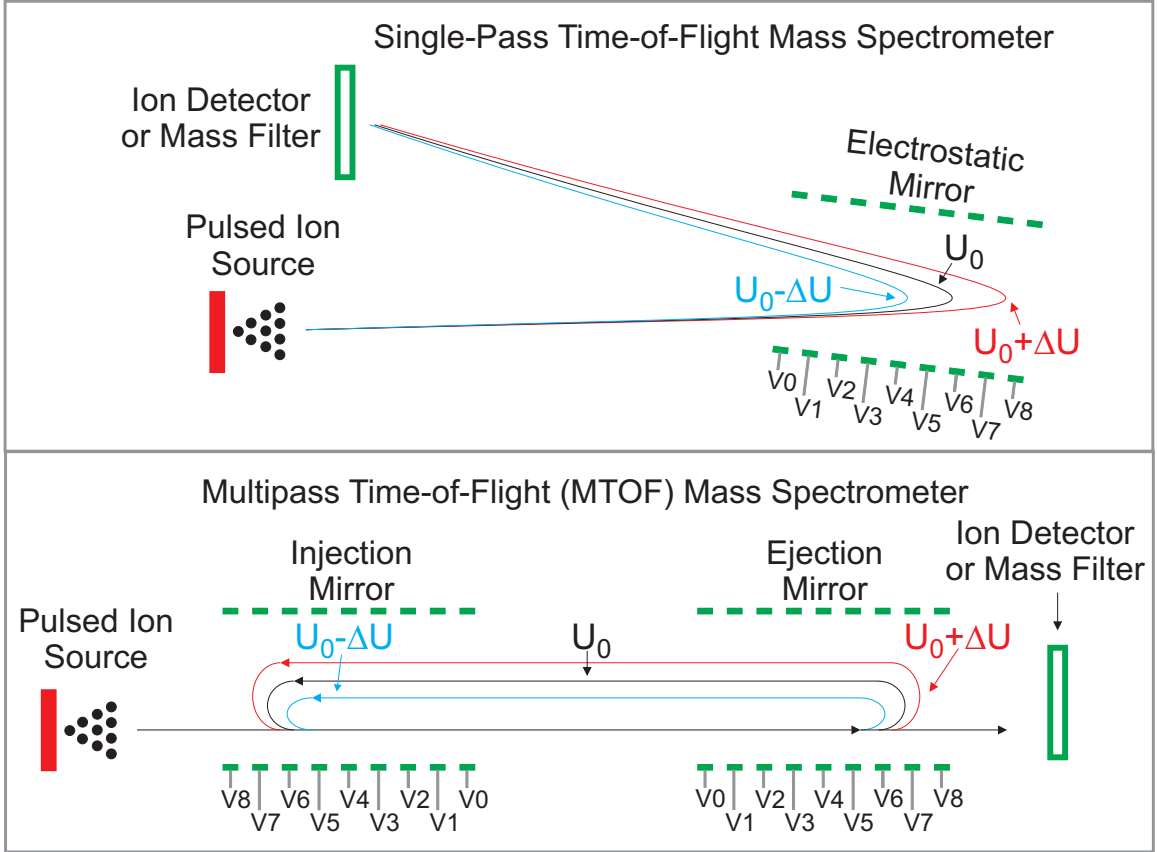 Single-Pass Time-of-Flight Mass Spectrometer
Ion Detector
or Mass Filter
Electrostatic
Mirror
Pulsed Ion
Source
U₀
U₀-ΔU
U₀+ΔU
V0
V1
V2
V3
V4
V5
V6
V7
V8
Multipass Time-of-Flight (MTOF) Mass Spectrometer
Ion Detector
or Mass Filter
Injection
Mirror
Ejection
Mirror
Pulsed Ion
Source
U₀-ΔU
U₀
U₀+ΔU
V8
V7
V6
V5
V4
V3
V2
V1
V0
V0
V1
V2
V3
V4
V5
V6
V7
V8